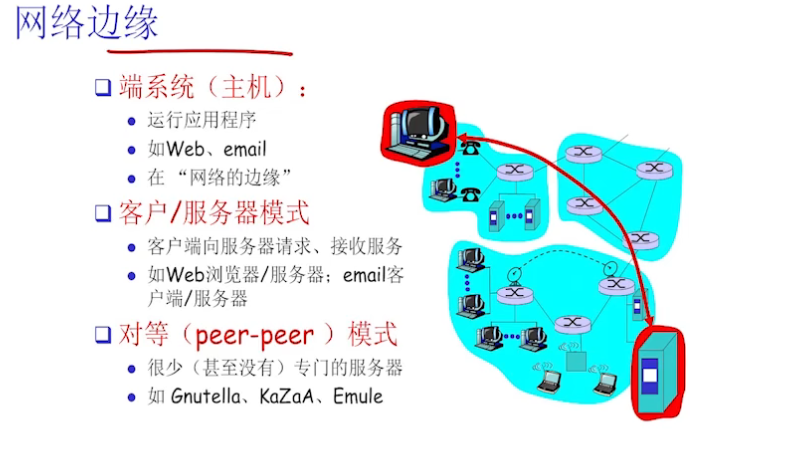 网络边缘
端系统（主机）：
运行应用程序
如Web、email
在 “网络的边缘”
客户/服务器模式
客户端向服务器请求、接收服务
如Web浏览器/服务器；email客
户端/服务器
对等（peer-peer ）模式
很少（甚至没有）专门的服务器
如 Gnutella、KaZaA、Emule